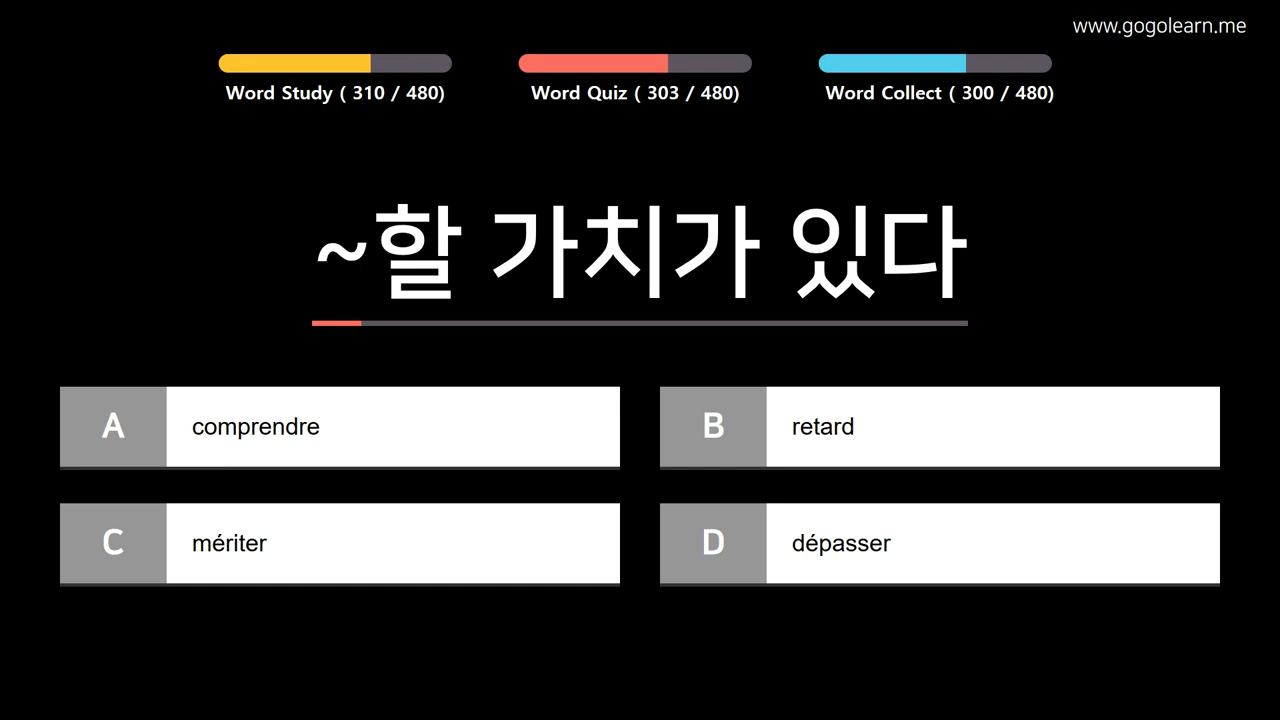 www.gogolearn.me
Word Study ( 310 / 480)
Word Quiz ( 303 / 480)
Word Collect ( 300 / 480)
~할 가치가 있다
A comprendre
B retard
C mériter
D dépasser